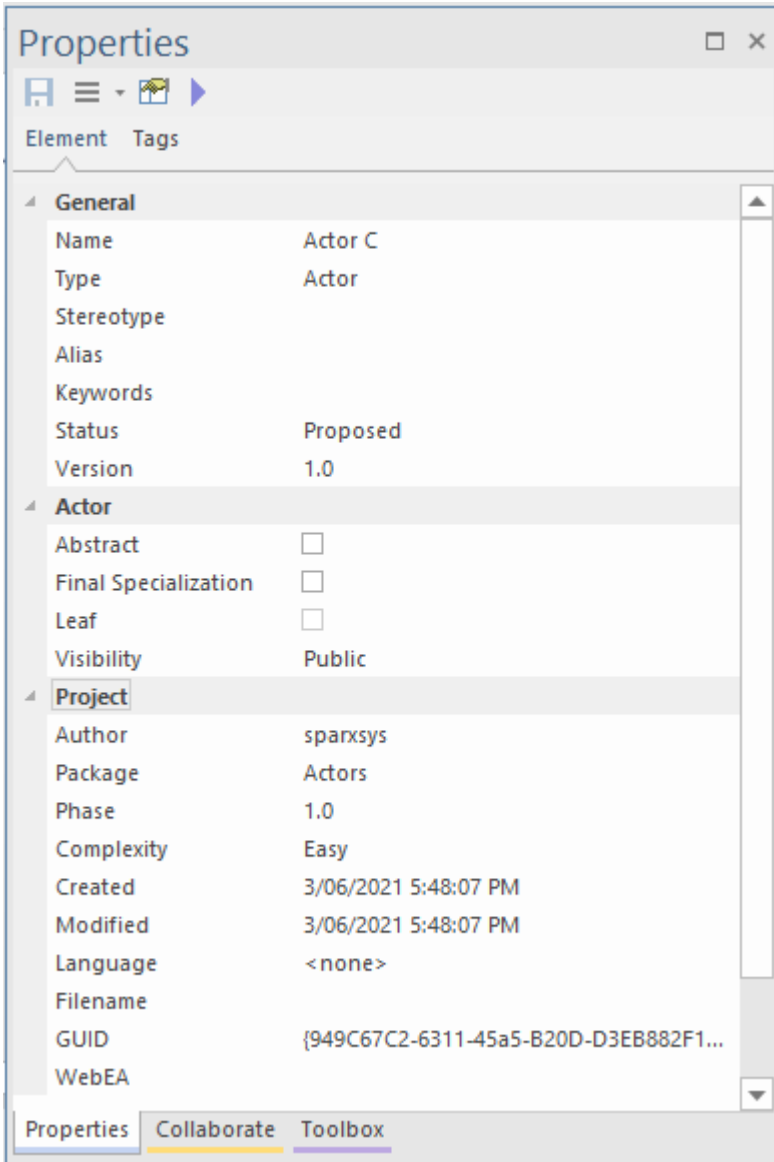 Properties
Element Tags
General
Name Actor C
Type Actor
Stereotype
Alias
Keywords
Status Proposed
Version 1.0
Actor
Abstract
Final Specialization
Leaf
Visibility Public
Project
Author sparxsys
Package Actors
Phase 1.0
Complexity Easy
Created 3/06/2021 5:48:07 PM
Modified 3/06/2021 5:48:07 PM
Language <none>
Filename
GUID {949C67C2-6311-45a5-B20D-D3EB882F1...
WebEA
Properties Collaborate Toolbox